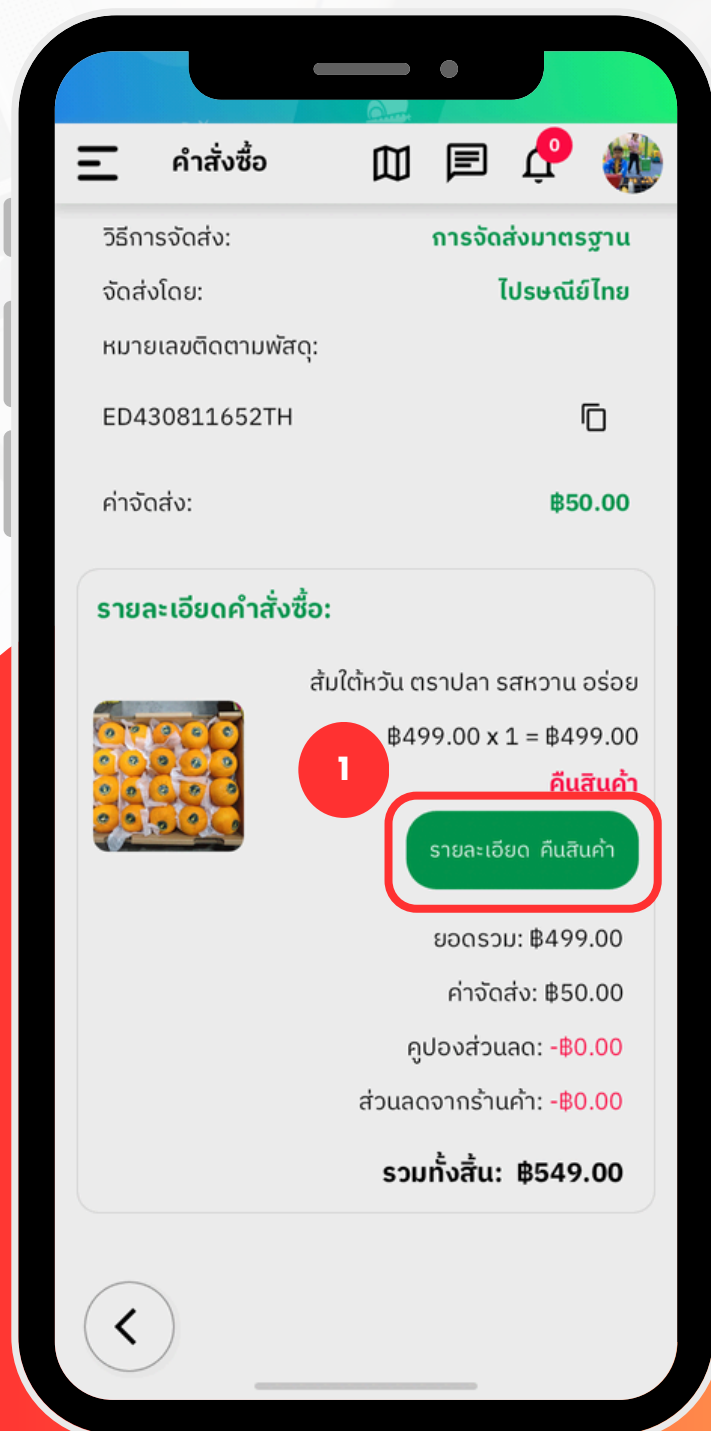 คำสั่งซื้อ
0
วิธีการจัดส่ง: การจัดส่งมาตรฐาน
จัดส่งโดย: ไปรษณีย์ไทย
หมายเลขติดตามพัสดุ:
ED430811652TH
ค่าจัดส่ง: ฿50.00
รายละเอียดคำสั่งซื้อ:
ส้มใต้หวัน ตราปลา รสหวาน อร่อย
฿499.00 x 1 = ฿499.00
1
คืนสินค้า
รายละเอียด คืนสินค้า
ยอดรวม: ฿499.00
ค่าจัดส่ง: ฿50.00
คูปองส่วนลด: -฿0.00
ส่วนลดจากร้านค้า: -฿0.00
รวมทั้งสิ้น: ฿549.00